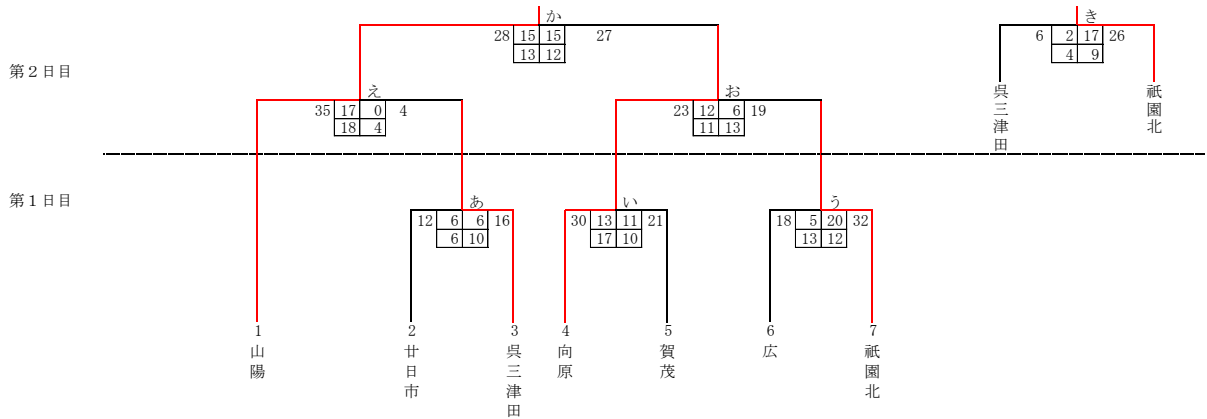 か
き
28 15 15 27
13 12
6 2 17 26
4 9
第2日目
呉三津田
祇園北
え
お
35 17 0 4
18 4
23 12 6 19
11 13
第1日目
あ
い
う
12 6 6 16
6 10
30 13 11 21
17 10
18 5 20 32
13 12
1 2 3 4 5 6 7
山陽
廿日市
呉三津田
向原
賀茂
広
祇園北